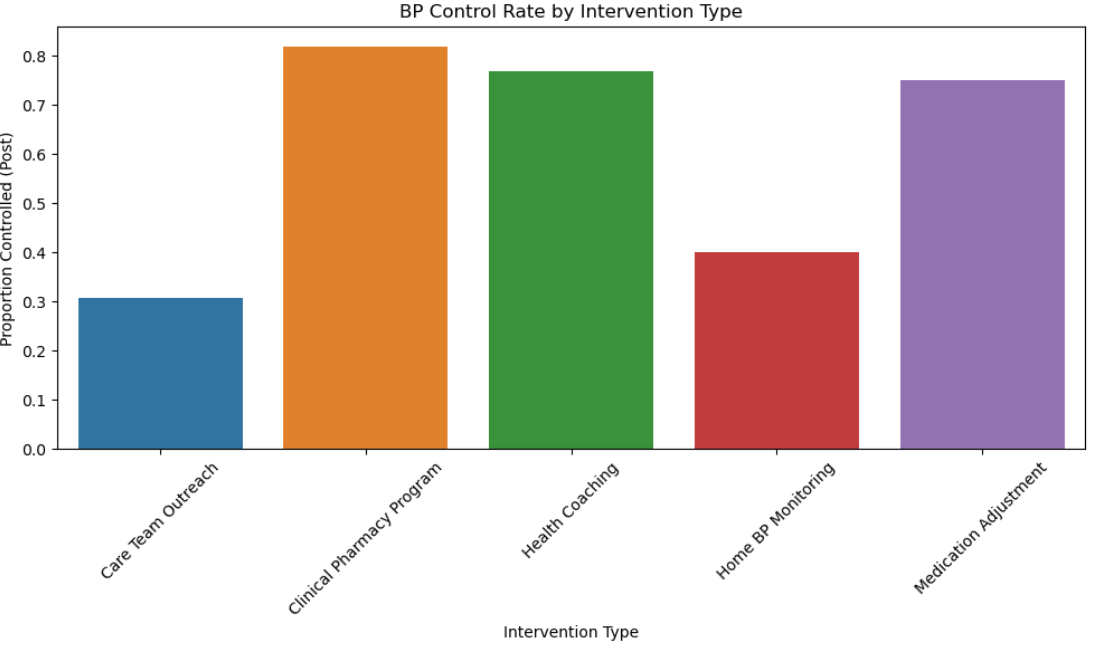 BP Control Rate by Intervention Type
Proportion Controlled (Post)
0.8
0.7
0.6
0.5
0.4
0.3
0.2
0.1
0.0
Care Team Outreach
Clinical Pharmacy Program
Health Coaching
Home BP Monitoring
Medication Adjustment
Intervention Type